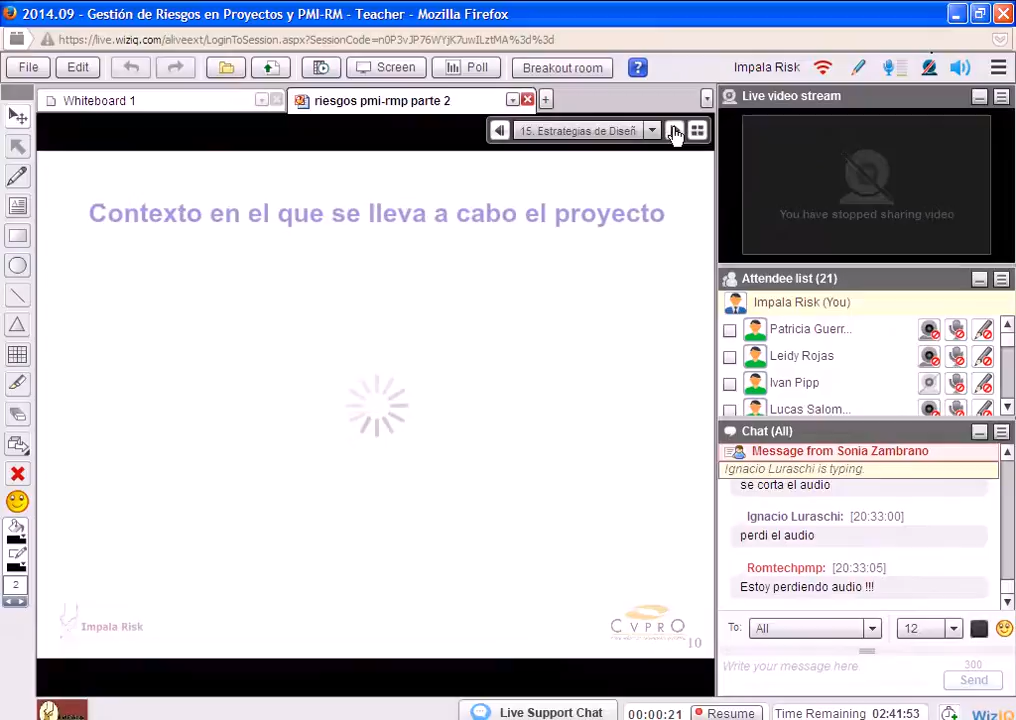 2014.09 - Gestión de Riesgos en Proyectos y PMI-RM - Teacher - Mozilla Firefox
https://live.wiziq.com/aliveext/LoginToSession.aspx?SessionCode=n0P3vJP76WYjK7uwILztMA%3d%3d
File Edit Screen Poll Breakout room ? Impala Risk
Whiteboard 1 riesgos pmi-rmp parte 2
Live video stream
15. Estrategias de Diseñ
You have stopped sharing video
Contexto en el que se lleva a cabo el proyecto
Attendee list (21)
Impala Risk (You)
Patricia Guerr...
Leidy Rojas
Ivan Pipp
Lucas Salom...
Chat (All)
Message from Sonia Zambrano
Ignacio Luraschi is typing.
se corta el audio
Ignacio Luraschi: [20:33:00]
perdi el audio
Romtechpmp: [20:33:05]
Estoy perdiendo audio !!!
2
Impala Risk
CVPRO
10
To: All 12
Write your message here
300
Send
Live Support Chat 00:00:21 Resume Time Remaining 02:41:53 WizIQ